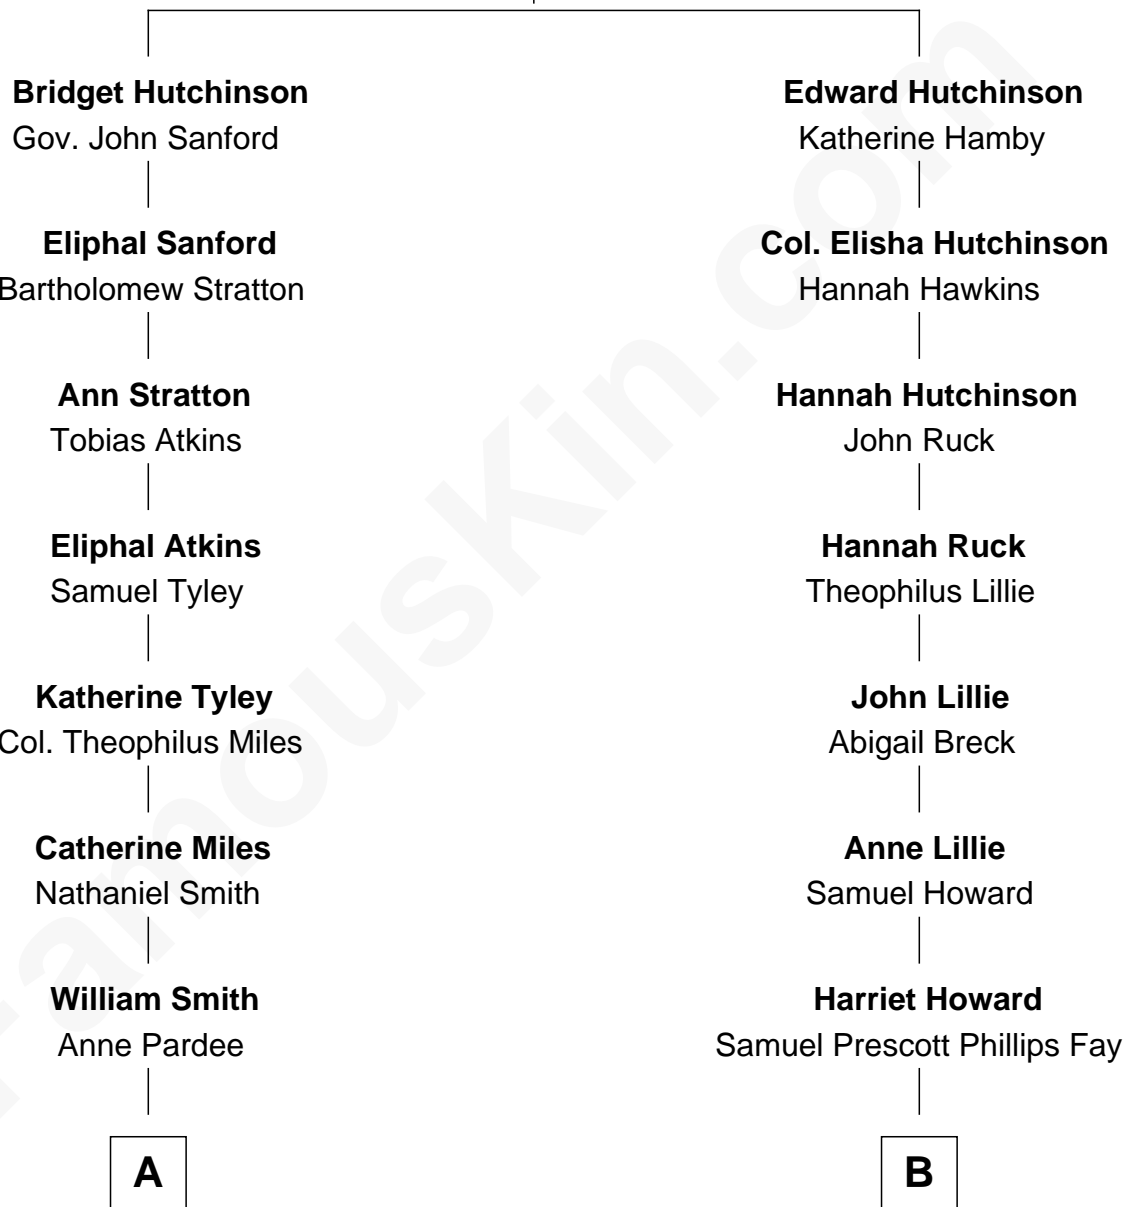 Bridget Hutchinson
Gov. John Sanford
Edward Hutchinson
Katherine Hamby
Eliphal Sanford
Bartholomew Stratton
Col. Elisha Hutchinson
Hannah Hawkins
Ann Stratton
Tobias Atkins
Hannah Hutchinson
John Ruck
Eliphal Atkins
Samuel Tyley
Hannah Ruck
Theophilus Lillie
Katherine Tyley
Col. Theophilus Miles
John Lillie
Abigail Breck
Catherine Miles
Nathaniel Smith
Anne Lillie
Samuel Howard
William Smith
Anne Pardee
Harriet Howard
Samuel Prescott Phillips Fay
A
B
FamousKin.com